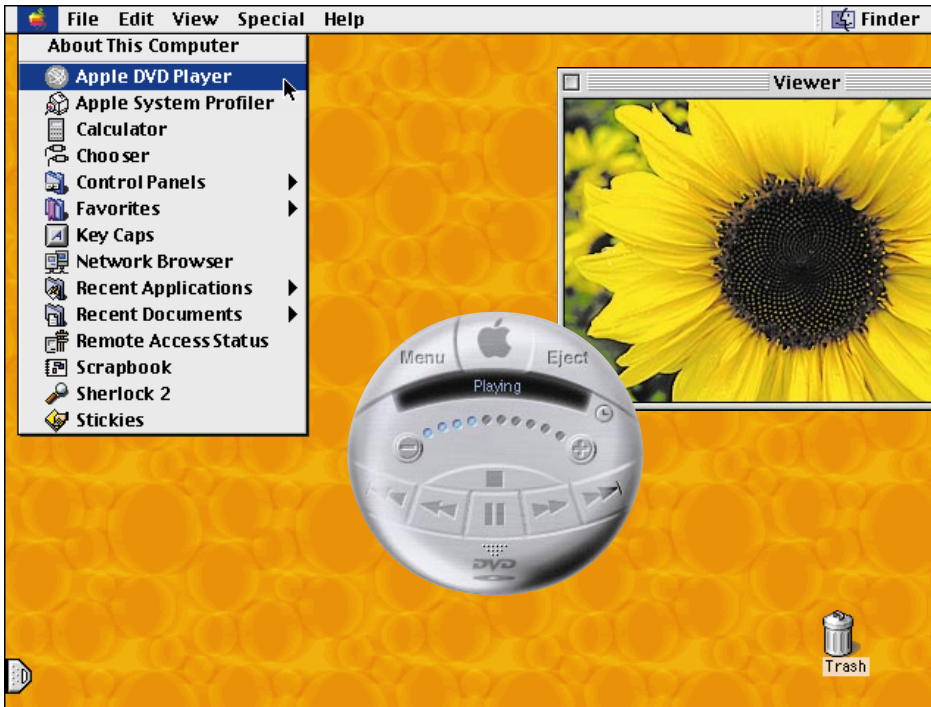 File Edit View Special Help Finder
About This Computer
Apple DVD Player
Apple System Profiler
Calculator
Chooser
Control Panels
Favorites
Key Caps
Network Browser
Recent Applications
Recent Documents
Remote Access Status
Scrapbook
Sherlock 2
Stickies
Viewer
Menu Eject
Playing
DVD
Trash